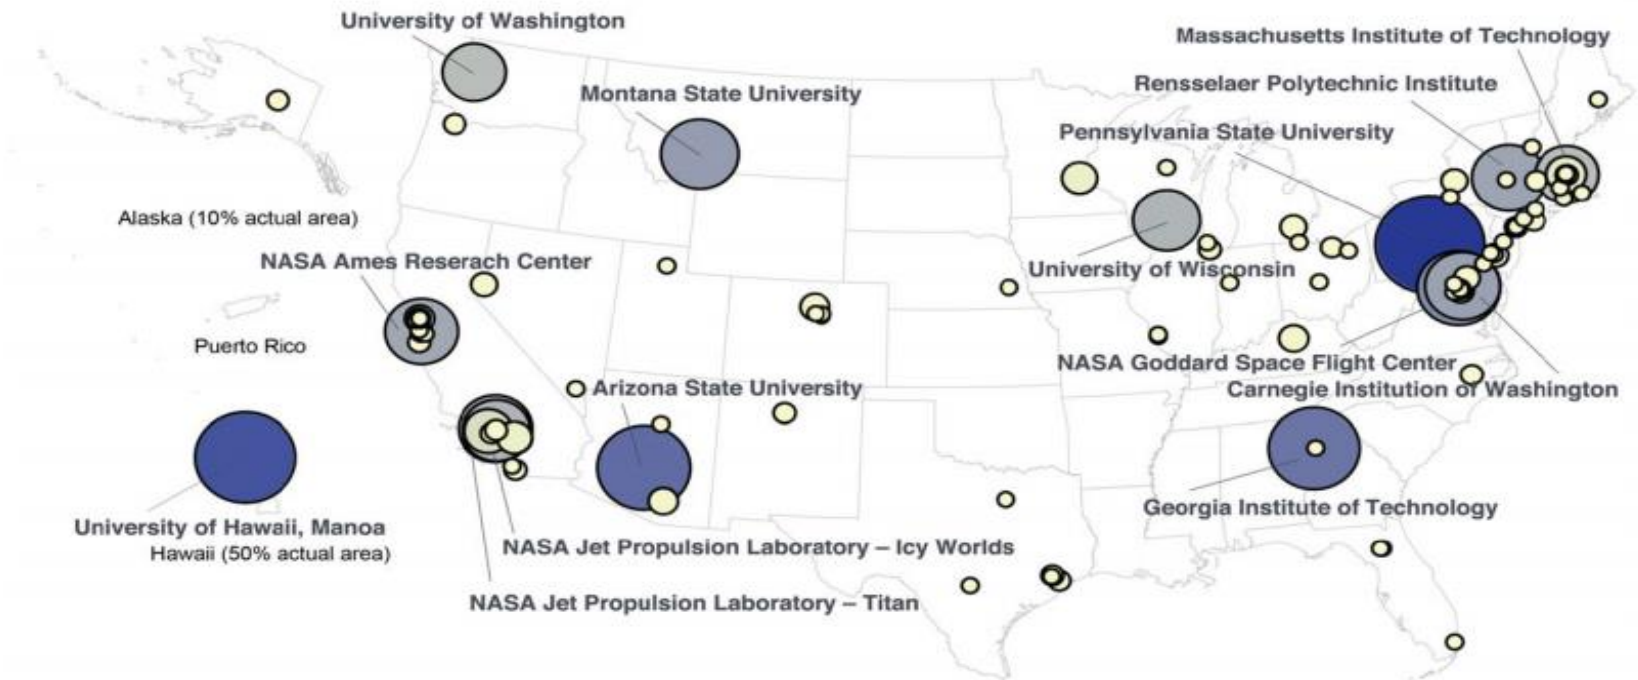 University of Washington
Massachusetts Institute of Technology
Rensselaer Polytechnic Institute
Montana State University
Pennsylvania State University
Alaska (10% actual area)
NASA Ames Reserach Center
University of Wisconsin
Puerto Rico
NASA Goddard Space Flight Center
Arizona State University
Carnegie Institution of Washington
Georgia Institute of Technology
University of Hawaii, Manoa
Hawaii (50% actual area)
NASA Jet Propulsion Laboratory – Icy Worlds
NASA Jet Propulsion Laboratory – Titan